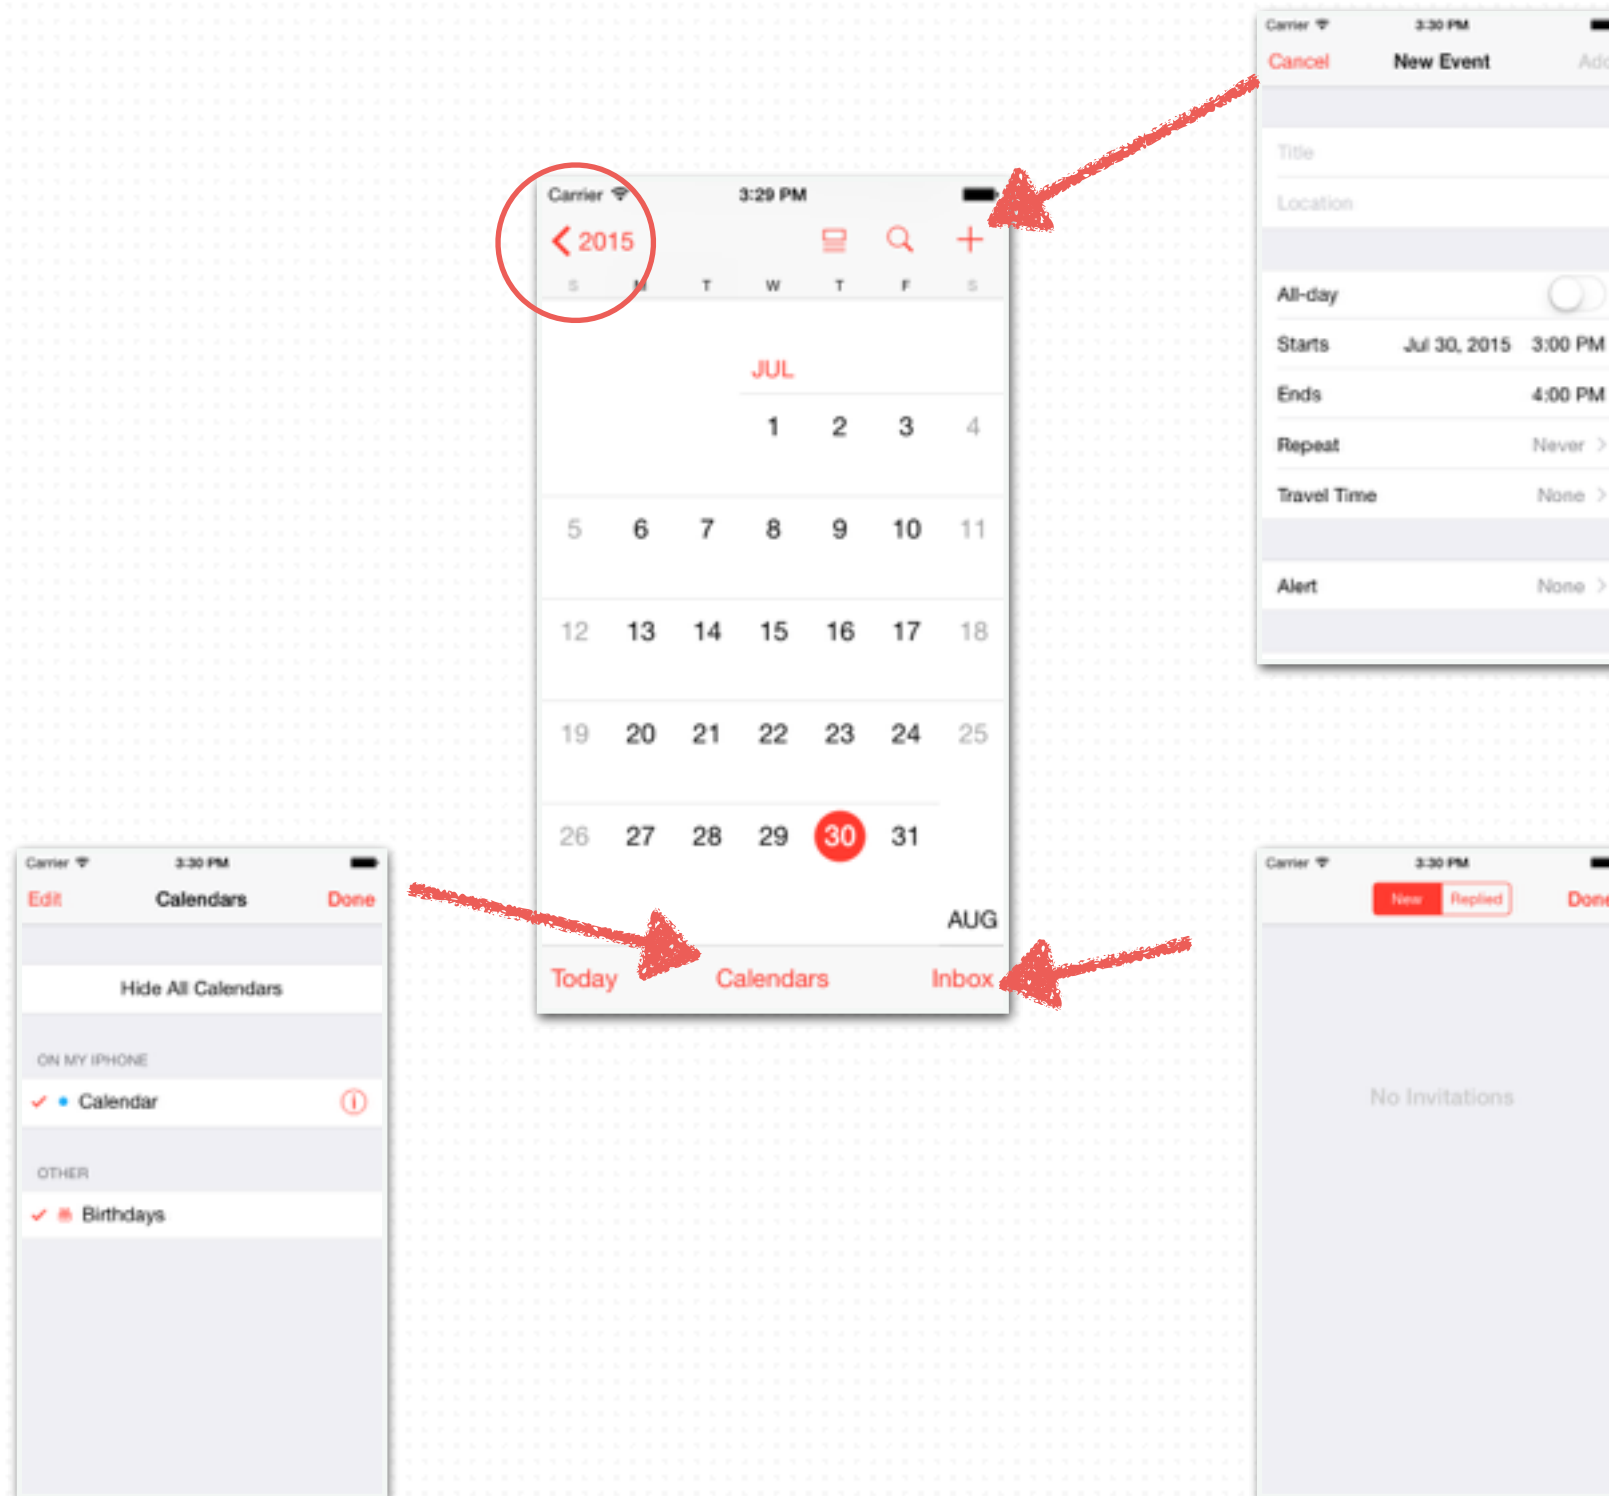 Carrier 3:30 PM
Cancel New Event Add
Title
Location
All-day
Starts Jul 30, 2015 3:00 PM
Ends 4:00 PM
Repeat Never >
Travel Time None >
Alert None >
Carrier 3:29 PM
< 2015
S M T W T F S
JUL
1 2 3 4
5 6 7 8 9 10 11
12 13 14 15 16 17 18
19 20 21 22 23 24 25
26 27 28 29 30 31
AUG
Today Calendars Inbox
Carrier 3:30 PM
Edit Calendars Done
Hide All Calendars
ON MY IPHONE
Calendar
OTHER
Birthdays
Carrier 3:30 PM
New Replied Done
No Invitations